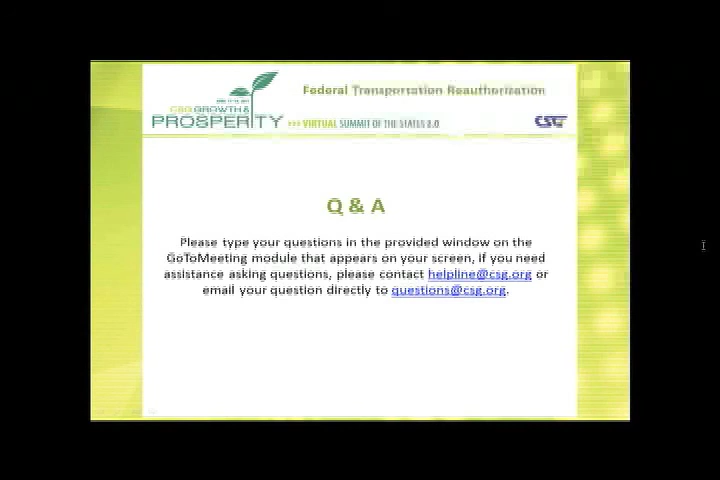 Federal Transportation Reauthorization
CSG GROWTH &
PROSPERITY
>>> VIRTUAL SUMMIT OF THE STATES 2.0
CSG
Q & A
Please type your questions in the provided window on the
GoToMeeting module that appears on your screen, if you need
assistance asking questions, please contact helpline@csg.org or
email your question directly to questions@csg.org.